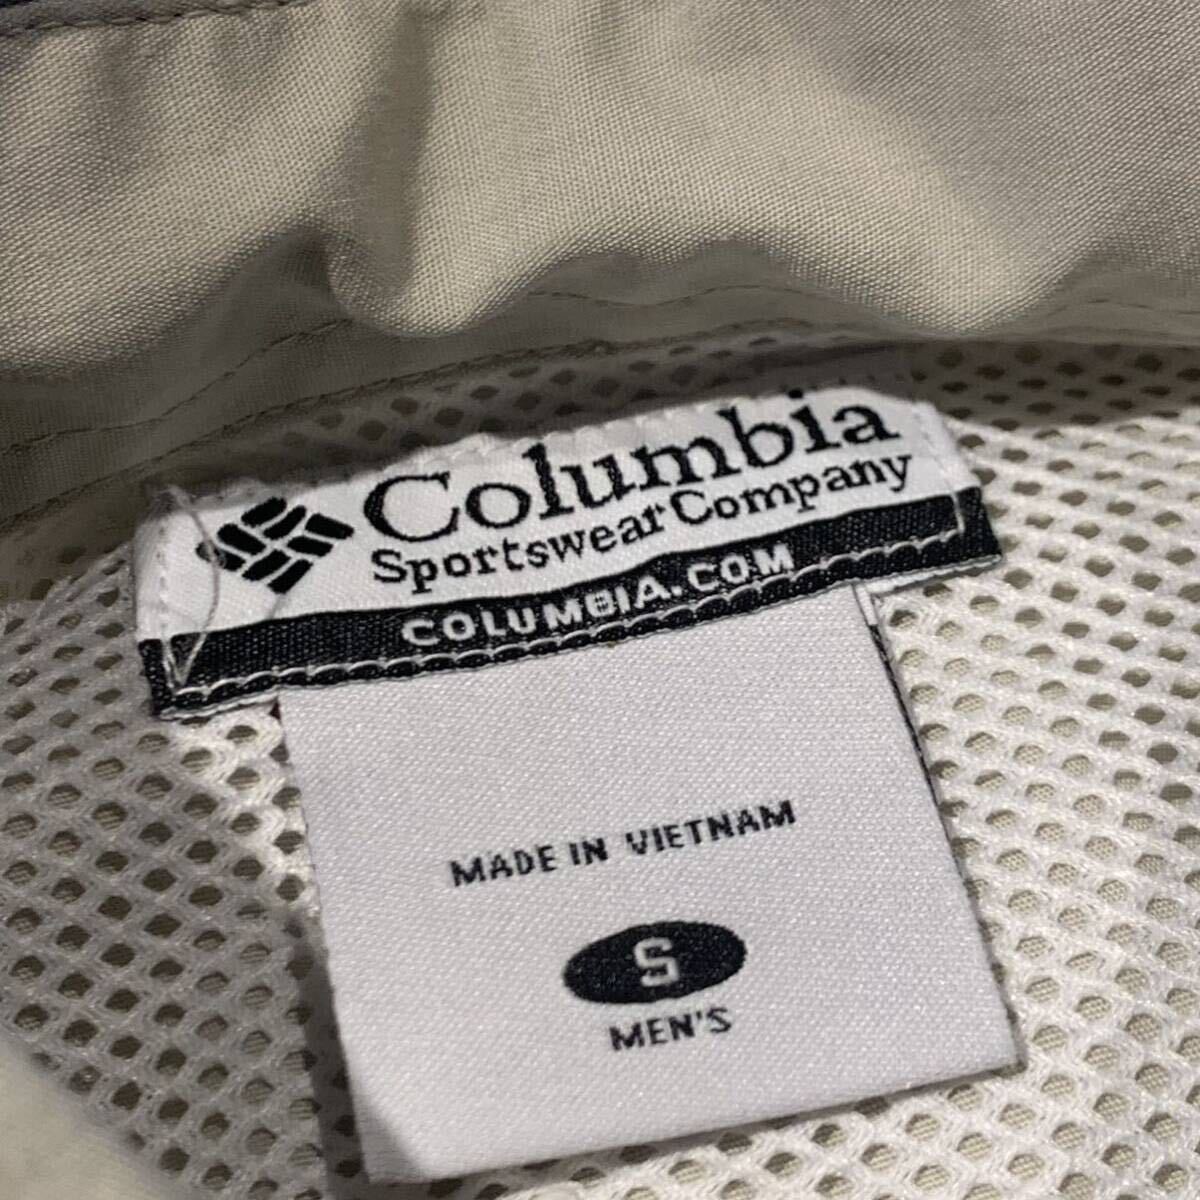 Columbia
Sportswear Company
COLUMBIA.COM
MADE IN VIETNAM
S
MEN'S